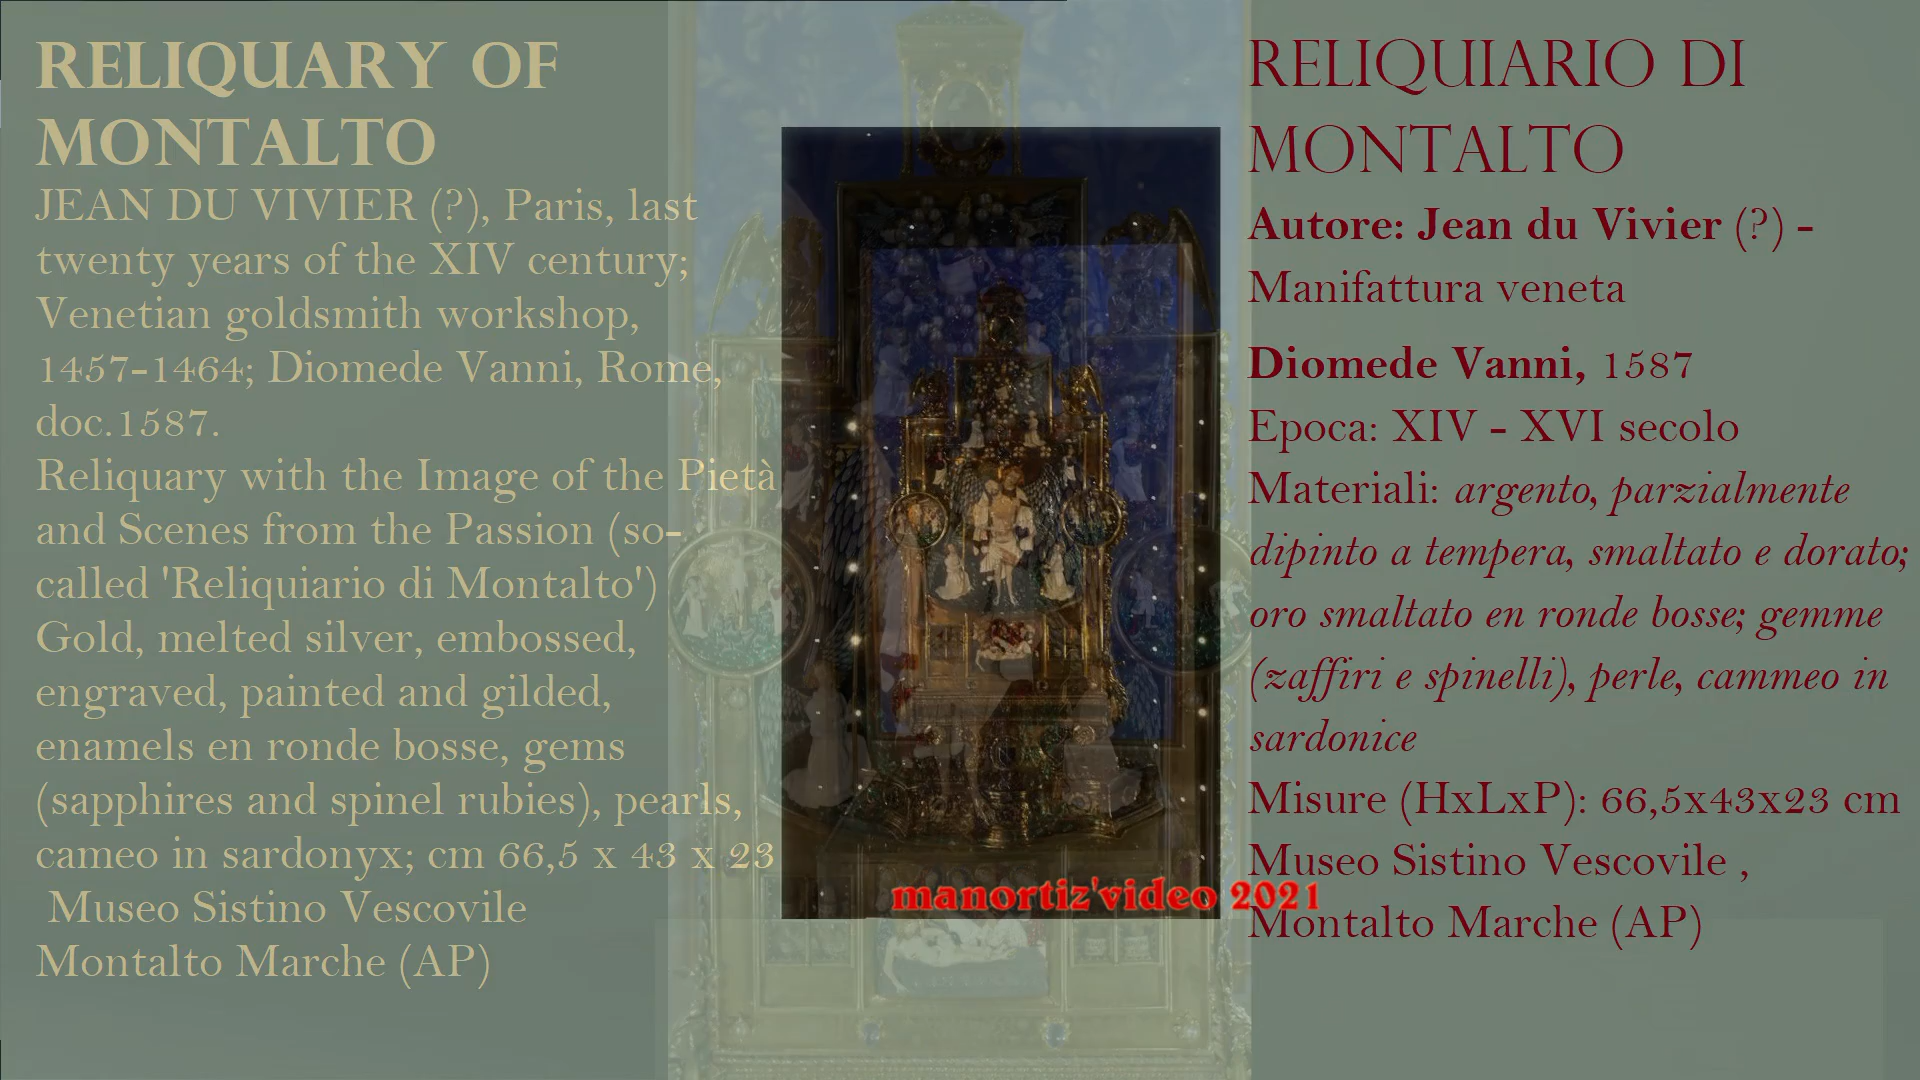 RELIQUARY OF
MONTALTO
JEAN DU VIVIER (?), Paris, last
twenty years of the XIV century;
Venetian goldsmith workshop,
1457-1464; Diomede Vanni, Rome,
doc.1587.
Reliquary with the Image of the Pietà
and Scenes from the Passion (so-
called 'Reliquiario di Montalto')
Gold, melted silver, embossed,
engraved, painted and gilded,
enamels en ronde bosse, gems
(sapphires and spinel rubies), pearls,
cameo in sardonyx; cm 66,5 x 43 x 23
Museo Sistino Vescovile
Montalto Marche (AP)
RELIQUIARIO DI
MONTALTO
Autore: Jean du Vivier (?) -
Manifattura veneta
Diomede Vanni, 1587
Epoca: XIV - XVI secolo
Materiali: argento, parzialmente
dipinto a tempera, smaltato e dorato;
oro smaltato en ronde bosse; gemme
(zaffiri e spinelli), perle, cammeo in
sardonice
Misure (HxLxP): 66,5x43x23 cm
Museo Sistino Vescovile ,
Montalto Marche (AP)
manortiz'video 2021